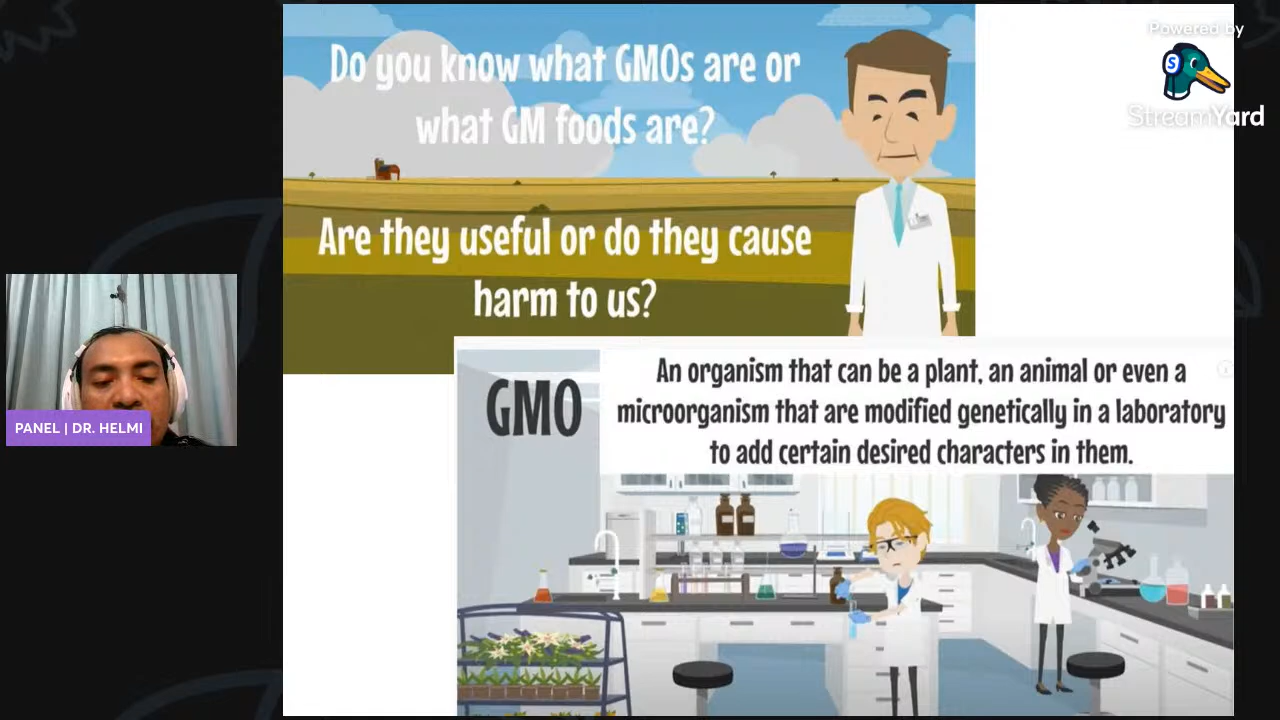 Powered by
StreamYard
Do you know what GMOs are or
what GM foods are?
Are they useful or do they cause
harm to us?
GMO
An organism that can be a plant, an animal or even a
microorganism that are modified genetically in a laboratory
to add certain desired characters in them.
PANEL | DR. HELMI